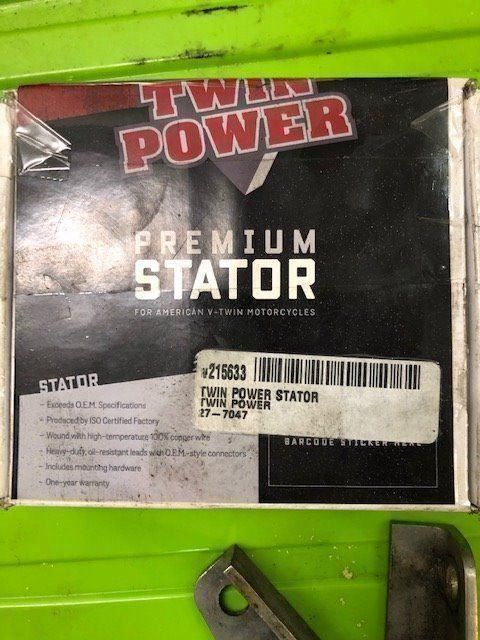 TWIN
POWER
PREMIUM
STATOR
FOR AMERICAN V-TWIN MOTORCYCLES
215633
TWIN POWER STATOR
TWIN POWER
27-7047
BARCODE STICKER HERE
STATOR
- Exceeds O.E.M. Specifications
- Produced by ISO Certified Factory
- Wound with high-temperature, 100% copper wire
- Heavy-duty, oil-resistant leads with O.E.M.-style connectors
- Includes mounting hardware
- One-year warranty